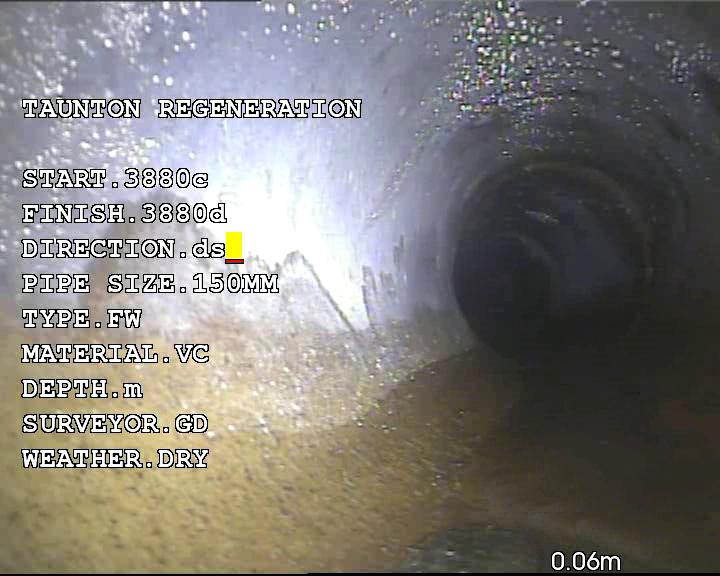 TAUNTON REGENERATION
START.3880c
FINISH.3880d
DIRECTION.ds
PIPE SIZE.150MM
TYPE.FW
MATERIAL.VC
DEPTH.m
SURVEYOR.GD
WEATHER.DRY
0.06m